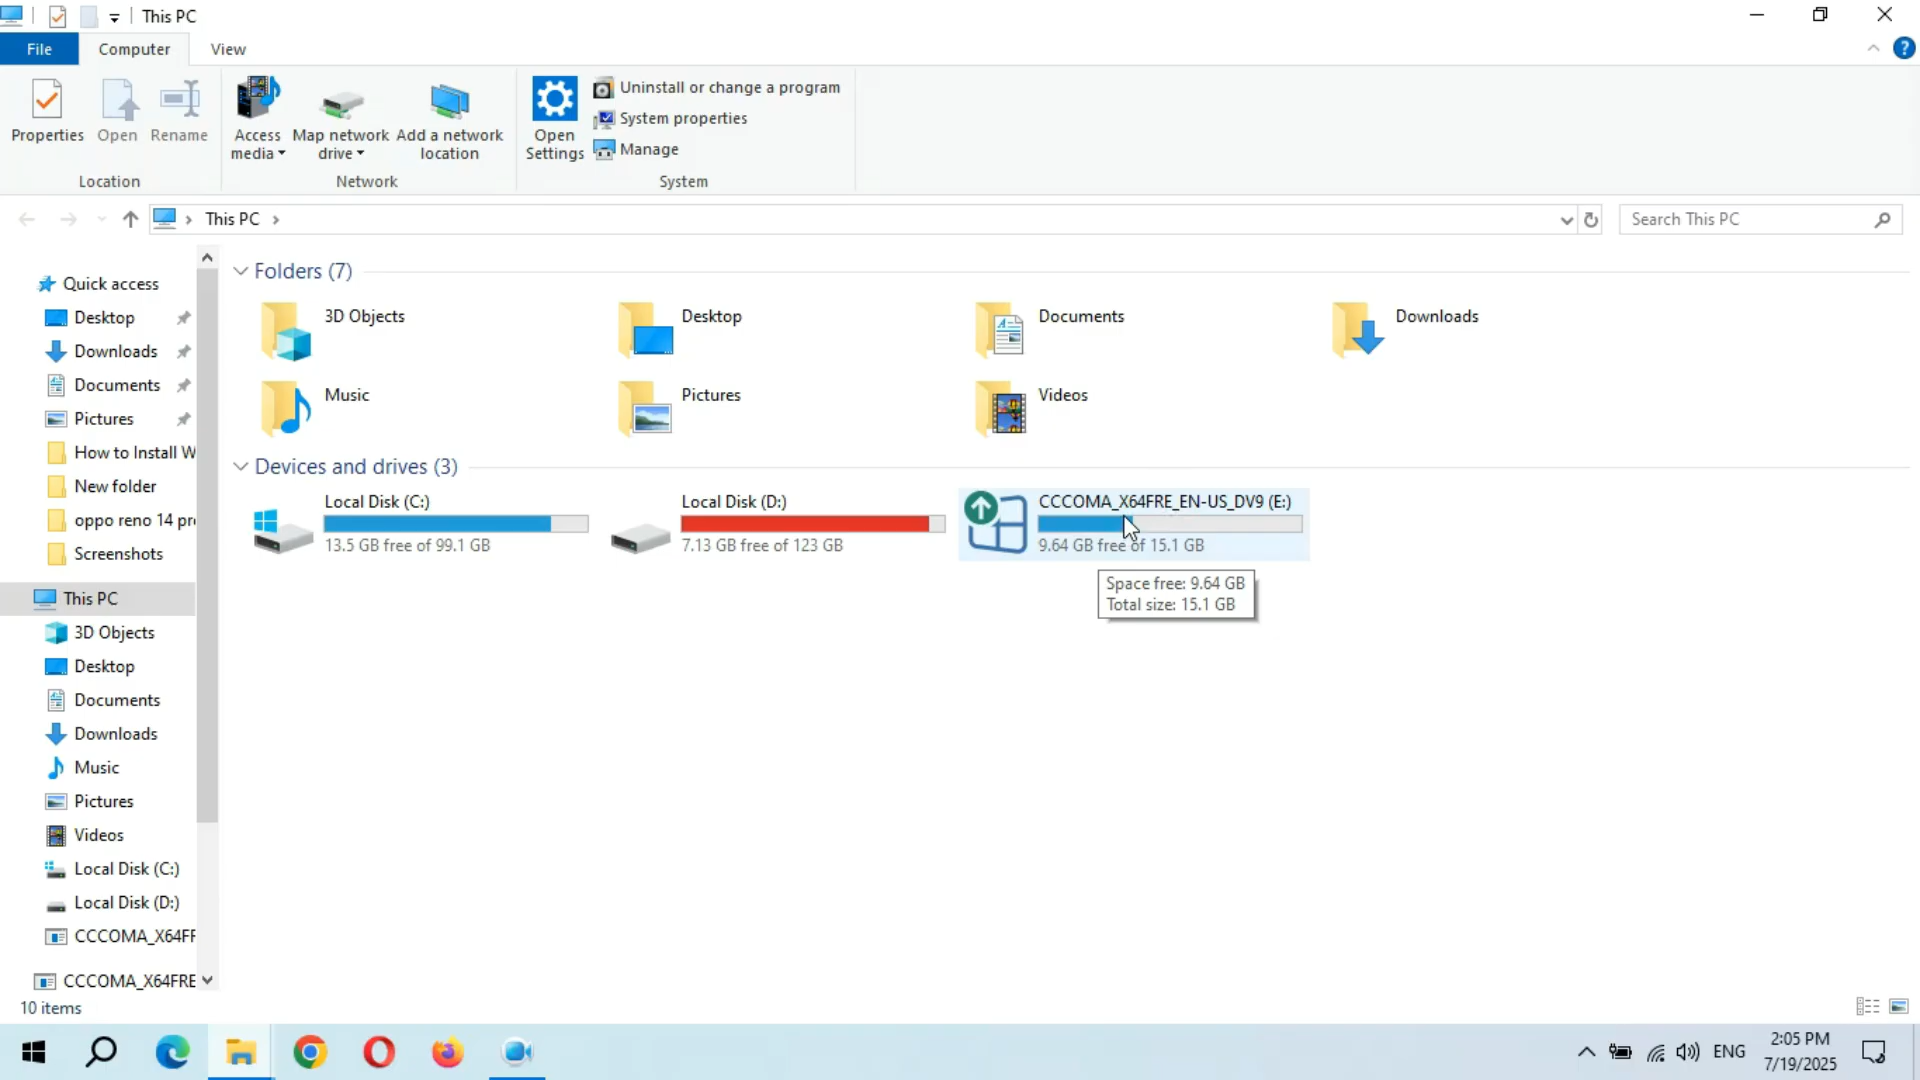 This PC
File
Computer
View
Properties
Open
Rename
Access
media
Map network
drive
Add a network
location
Open
Settings
Uninstall or change a program
System properties
Manage
Location
Network
System
This PC
Search This PC
Quick access
Desktop
Downloads
Documents
Pictures
How to Install W
New folder
oppo reno 14 pr
Screenshots
This PC
3D Objects
Desktop
Documents
Downloads
Music
Pictures
Videos
Local Disk (C:)
Local Disk (D:)
CCCOMA_X64FF
CCCOMA_X64FRE
Folders (7)
3D Objects
Desktop
Documents
Downloads
Music
Pictures
Videos
Devices and drives (3)
Local Disk (C:)
13.5 GB free of 99.1 GB
Local Disk (D:)
7.13 GB free of 123 GB
CCCOMA_X64FRE_EN-US_DV9 (E:)
9.64 GB free of 15.1 GB
Space free: 9.64 GB
Total size: 15.1 GB
10 items
ENG
2:05 PM
7/19/2025